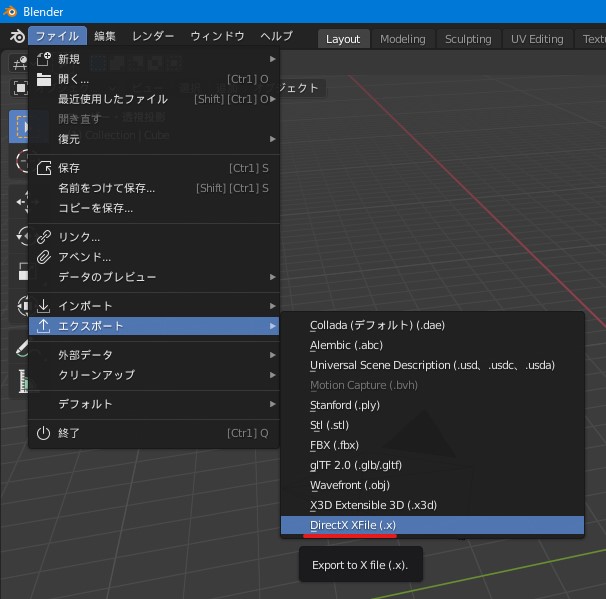 Blender
ファイル 編集 レンダー ウィンドウ ヘルプ Layout Modeling Sculpting UV Editing
新規
開く... [Ctrl] O
最近使用したファイル [Shift] [Ctrl] O
ジェクト
開き直す
復元
Collection | Cube
保存 [Ctrl] S
名前をつけて保存... [Shift] [Ctrl] S
コピーを保存...
リンク...
アペンド...
データのプレビュー
インポート
エクスポート
外部データ
クリーンアップ
デフォルト
終了 [Ctrl] Q
Collada (デフォルト) (.dae)
Alembic (.abc)
Universal Scene Description (.usd、.usdc、.usda)
Motion Capture (.bvh)
Stanford (.ply)
Stl (.stl)
FBX (.fbx)
glTF 2.0 (.glb/.gltf)
Wavefront (.obj)
X3D Extensible 3D (.x3d)
DirectX XFile (.x)
Export to X file (.x).